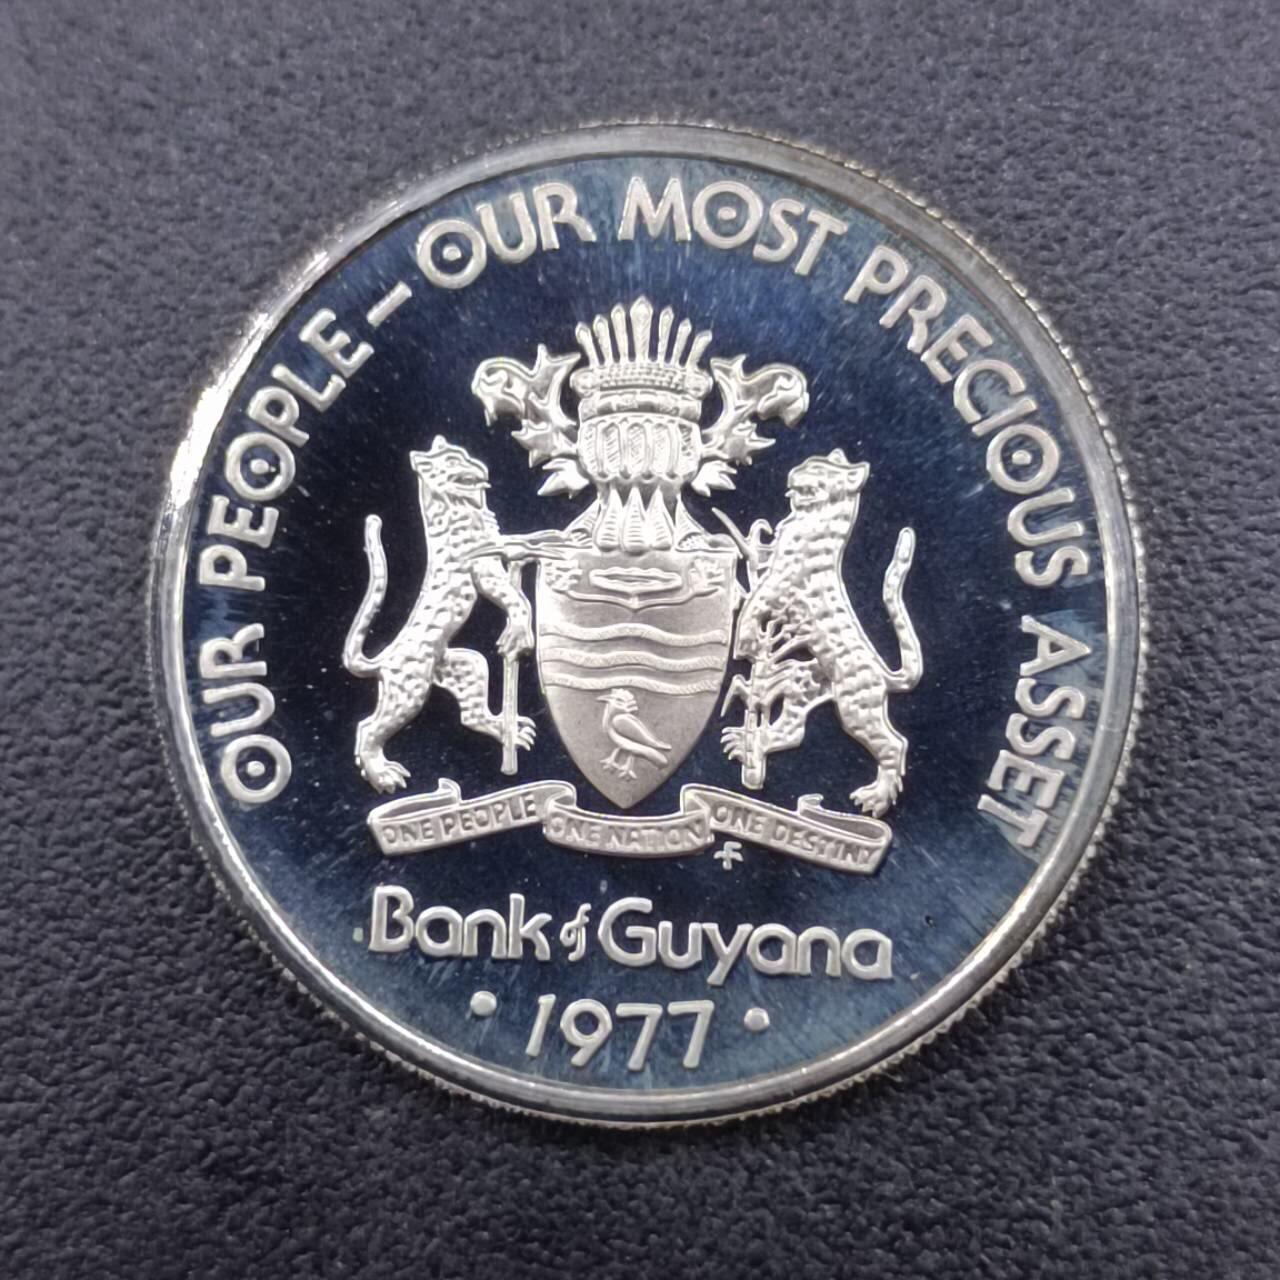 OUR PEOPLE – OUR MOST PRECIOUS ASSET
ONE PEOPLE ONE NATION ONE DESTINY
F
Bank of Guyana
• 1977 •